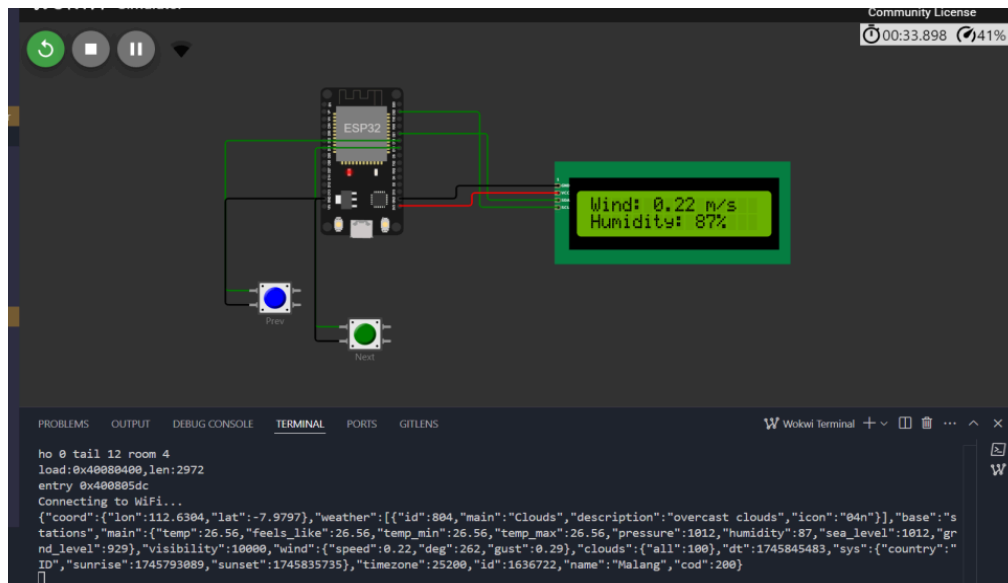 Community License
00:33.898 41%
ESP32
Wind: 0.22 m/s
Humidity: 87%
Prev
Next
PROBLEMS OUTPUT DEBUG CONSOLE TERMINAL PORTS GITLENS Wokwi Terminal
ho 0 tail 12 room 4
load:0x40080400,len:2972
entry 0x400805dc
Connecting to WiFi...
{"coord":{"lon":112.6304,"lat":-7.9797},"weather":[{"id":804,"main":"Clouds","description":"overcast clouds","icon":"04n"}],"base":"s
tations","main":{"temp":26.56,"feels_like":26.56,"temp_min":26.56,"temp_max":26.56,"pressure":1012,"humidity":87,"sea_level":1012,"gr
nd_level":929},"visibility":10000,"wind":{"speed":0.22,"deg":262,"gust":0.29},"clouds":{"all":100},"dt":1745845483,"sys":{"country":"
ID","sunrise":1745793089,"sunset":1745835735},"timezone":25200,"id":1636722,"name":"Malang","cod":200}